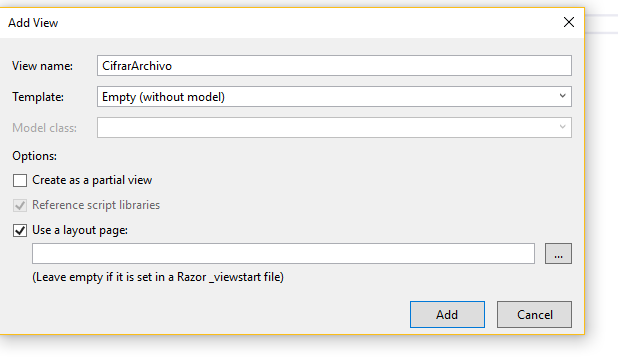 Add View
View name: CifrarArchivo
Template: Empty (without model)
Model class:
Options:
Create as a partial view
Reference script libraries
Use a layout page:
...
(Leave empty if it is set in a Razor _viewstart file)
Add Cancel